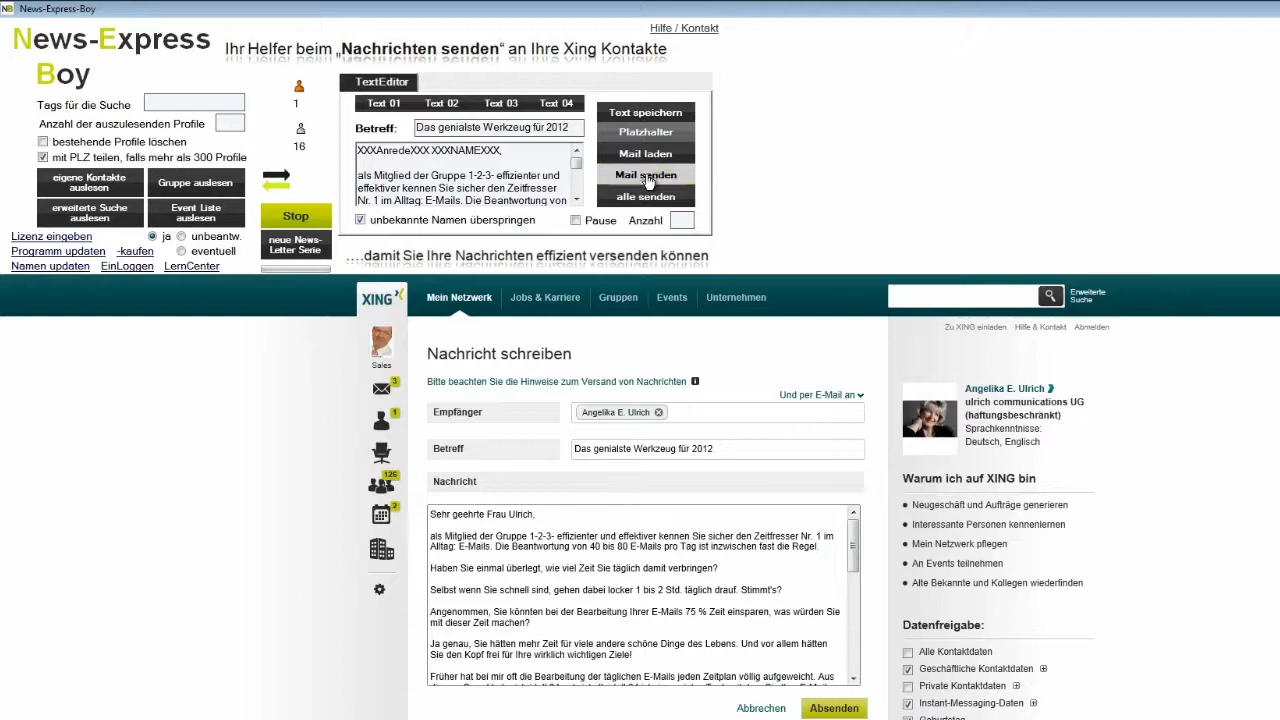 News-Express-Boy
News-Express
Boy
Ihr Helfer beim „Nachrichten senden“ an Ihre Xing Kontakte
Hilfe / Kontakt
Tags für die Suche
Anzahl der auszulesenden Profile
bestehende Profile löschen
mit PLZ teilen, falls mehr als 300 Profile
eigene Kontakte auslesen
Gruppe auslesen
erweiterte Suche auslesen
Event Liste auslesen
Lizenz eingeben
ja
unbeantw.
Programm updaten
-kaufen
eventuell
Namen updaten
EinLoggen
LernCenter
1
16
Stop
neue News-
Letter Serie
TextEditor
Text 01 Text 02 Text 03 Text 04
Betreff: Das genialste Werkzeug für 2012
XXXAnredeXXX XXXNAMEXXX,
als Mitglied der Gruppe 1-2-3- effizienter und
effektiver kennen Sie sicher den Zeitfresser
Nr. 1 im Alltag: E-Mails. Die Beantwortung von
unbekannte Namen überspringen
Pause
Anzahl
Text speichern
Platzhalter
Mail laden
Mail senden
alle senden
....damit Sie Ihre Nachrichten effizient versenden können
XING
Mein Netzwerk
Jobs & Karriere
Gruppen
Events
Unternehmen
Erweiterte
Suche
Zu XING einladen
Hilfe & Kontakt
Abmelden
Sales
3
1
125
2
Nachricht schreiben
Bitte beachten Sie die Hinweise zum Versand von Nachrichten
Und per E-Mail an
Empfänger
Angelika E. Ulrich
Betreff
Das genialste Werkzeug für 2012
Nachricht
Sehr geehrte Frau Ulrich,
als Mitglied der Gruppe 1-2-3- effizienter und effektiver kennen Sie sicher den Zeitfresser Nr. 1 im
Alltag: E-Mails. Die Beantwortung von 40 bis 80 EMails pro Tag ist inzwischen fast die Regel.
Haben Sie einmal überlegt, wie viel Zeit Sie täglich damit verbringen?
Selbst wenn Sie schnell sind, gehen dabei locker 1 bis 2 Std. täglich drauf. Stimmt's?
Angenommen, Sie könnten bei der Bearbeitung Ihrer E-Mails 75 % Zeit einsparen, was würden Sie
mit dieser Zeit machen?
Ja genau, Sie hätten mehr Zeit für viele andere schöne Dinge des Lebens. Und vor allem hätten
Sie den Kopf frei für Ihre wirklich wichtigen Ziele!
Früher hat bei mir oft die Bearbeitung der täglichen E-Mails jeden Zeitplan völlig aufgeweicht. Aus
Abbrechen
Absenden
Angelika E. Ulrich
ulrich communications UG
(haftungsbeschränkt)
Sprachkenntnisse:
Deutsch, Englisch
Warum ich auf XING bin
Neugeschäft und Aufträge generieren
Interessante Personen kennenlernen
Mein Netzwerk pflegen
An Events teilnehmen
Alte Bekannte und Kollegen wiederfinden
Datenfreigabe:
Alle Kontaktdaten
Geschäftliche Kontaktdaten
Private Kontaktdaten
Instant-Messaging-Daten